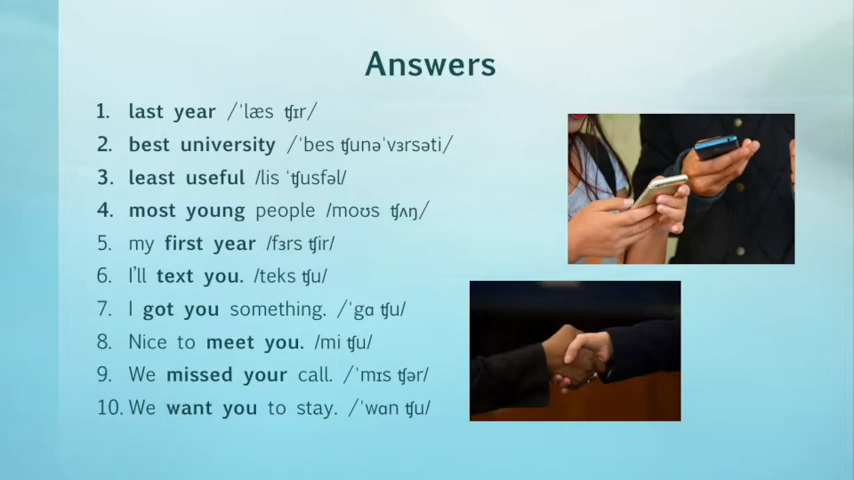 Answers
1. last year /ˈlæs ʧɪr/
2. best university /ˈbes ʧunəˈvɜrsəti/
3. least useful /lis ˈʧusfəl/
4. most young people /moʊs ʧʌŋ/
5. my first year /fɜrs ʧir/
6. I'll text you. /teks ʧu/
7. I got you something. /ˈgɑ ʧu/
8. Nice to meet you. /mi ʧu/
9. We missed your call. /ˈmɪs ʧər/
10. We want you to stay. /ˈwɑn ʧu/